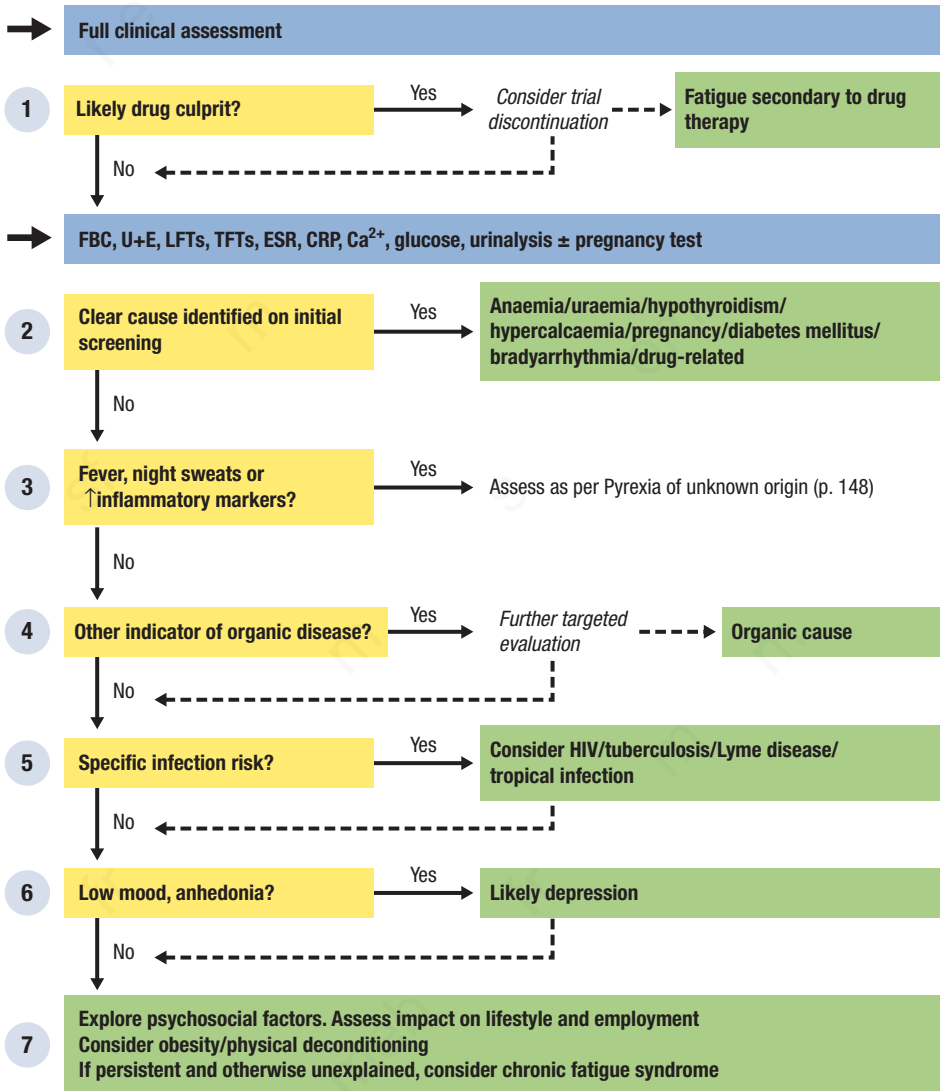 Full clinical assessment
1
Likely drug culprit?
Yes
Consider trial
discontinuation
Fatigue secondary to drug
therapy
No
FBC, U+E, LFTs, TFTs, ESR, CRP, Ca²⁺, glucose, urinalysis ± pregnancy test
2
Clear cause identified on initial
screening
Yes
Anaemia/uraemia/hypothyroidism/
hypercalcaemia/pregnancy/diabetes mellitus/
bradyarrhythmia/drug-related
No
3
Fever, night sweats or
↑inflammatory markers?
Yes
Assess as per Pyrexia of unknown origin (p. 148)
No
4
Other indicator of organic disease?
Yes
Further targeted
evaluation
Organic cause
No
5
Specific infection risk?
Yes
Consider HIV/tuberculosis/Lyme disease/
tropical infection
No
6
Low mood, anhedonia?
Yes
Likely depression
No
7
Explore psychosocial factors. Assess impact on lifestyle and employment
Consider obesity/physical deconditioning
If persistent and otherwise unexplained, consider chronic fatigue syndrome